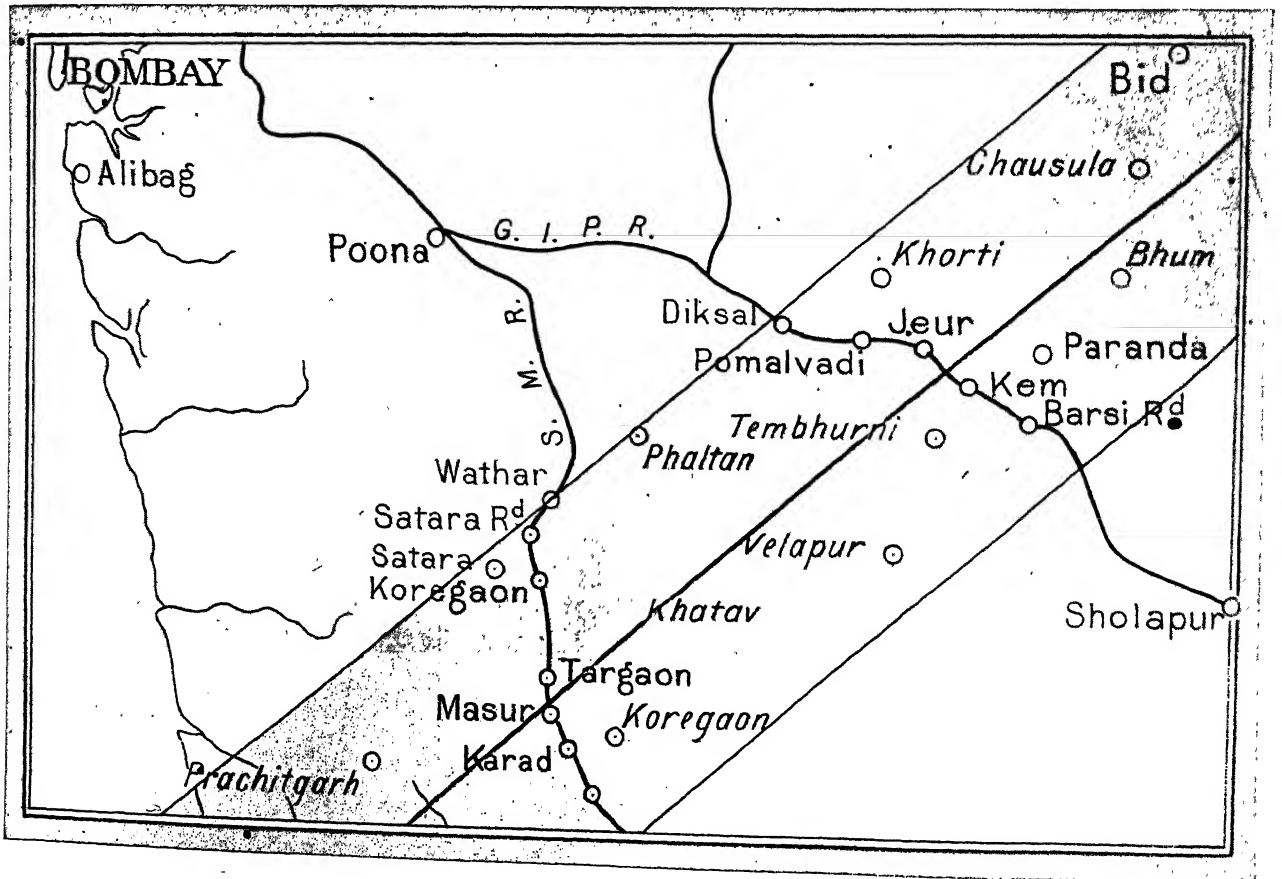 BOMBAY
Bid
Chausula
Alibag
Poona
G. I. P. R.
Khorti
Bhum
Diksal
Jeur
Pomalvadi
Paranda
Kem
S. M. R.
Barsi Rd
Tembhurni
Phaltan
Wathar
Satara Rd
Satara
Koregaon
Velapur
Khatav
Sholapur
Targaon
Masur
Koregaon
Karad
Prachitgarh